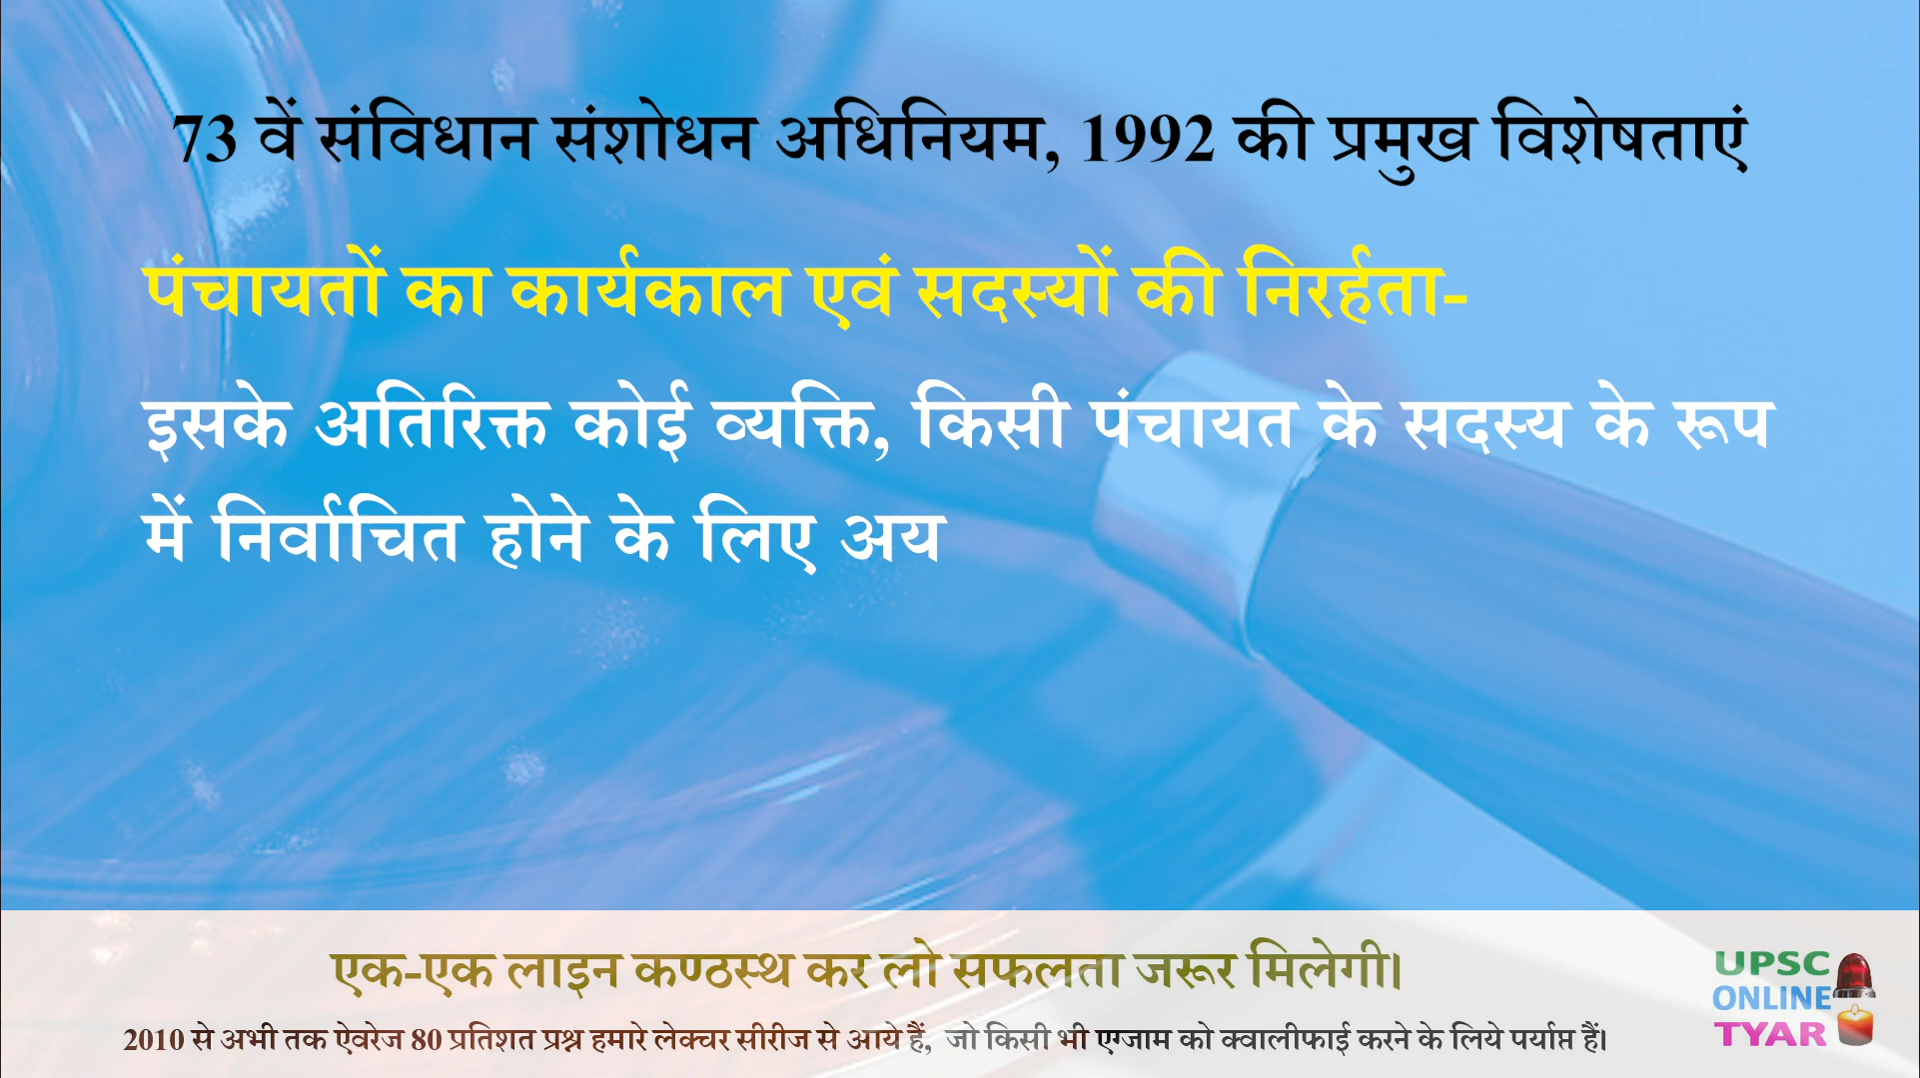 73 वें संविधान संशोधन अधिनियम, 1992 की प्रमुख विशेषताएं
पंचायतों का कार्यकाल एवं सदस्यों की निरर्हता-
इसके अतिरिक्त कोई व्यक्ति, किसी पंचायत के सदस्य के रूप
में निर्वाचित होने के लिए अय
एक-एक लाइन कण्ठस्थ कर लो सफलता जरूर मिलेगी।
2010 से अभी तक ऐवरेज 80 प्रतिशत प्रश्न हमारे लेक्चर सीरीज से आये हैं, जो किसी भी एग्जाम को क्वालीफाई करने के लिये पर्याप्त हैं।
UPSC
ONLINE
TYAR